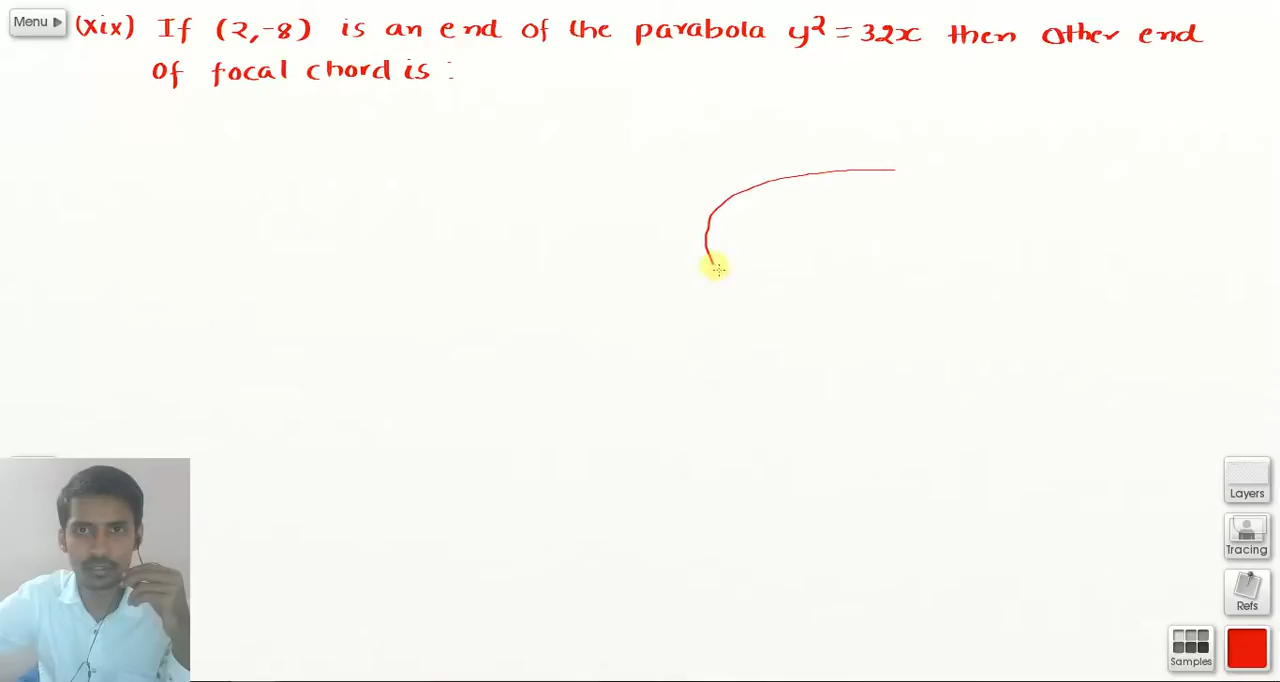 Menu
(xix) If (2,-8) is an end of the parabola y² = 32x then other end
of focal chord is :
Layers
Tracing
Refs
Samples